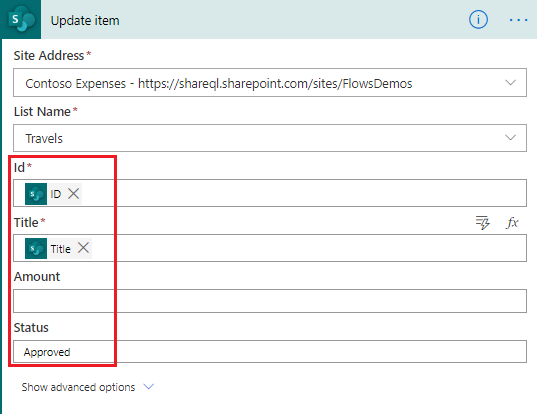 S Update item
Site Address*
Contoso Expenses - https://shareql.sharepoint.com/sites/FlowsDemos
List Name*
Travels
Id*
S ID
Title* fx
S Title
Amount
Status
Approved
Show advanced options